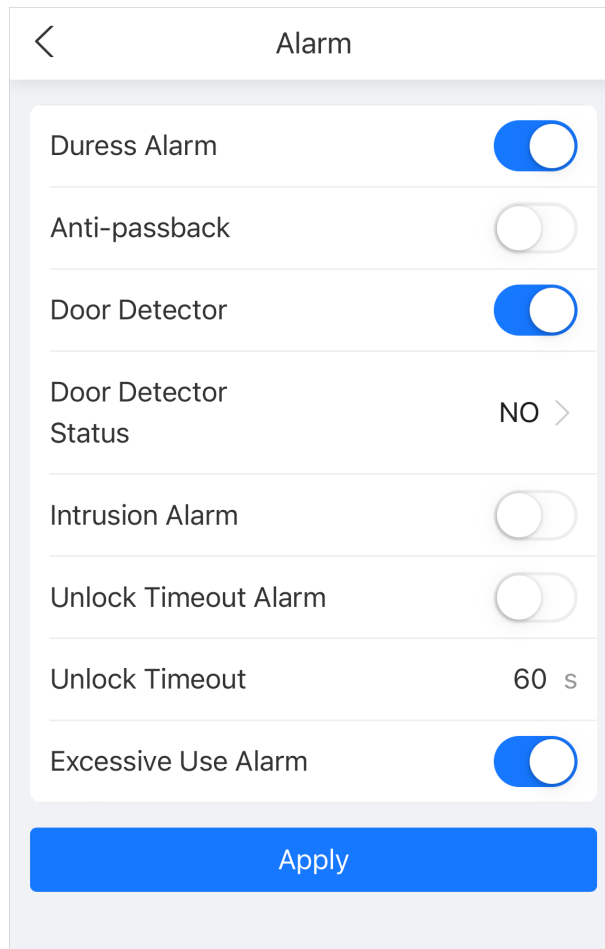 Alarm
Duress Alarm
Anti-passback
Door Detector
Door Detector
Status
NO
Intrusion Alarm
Unlock Timeout Alarm
Unlock Timeout
60 s
Excessive Use Alarm
Apply